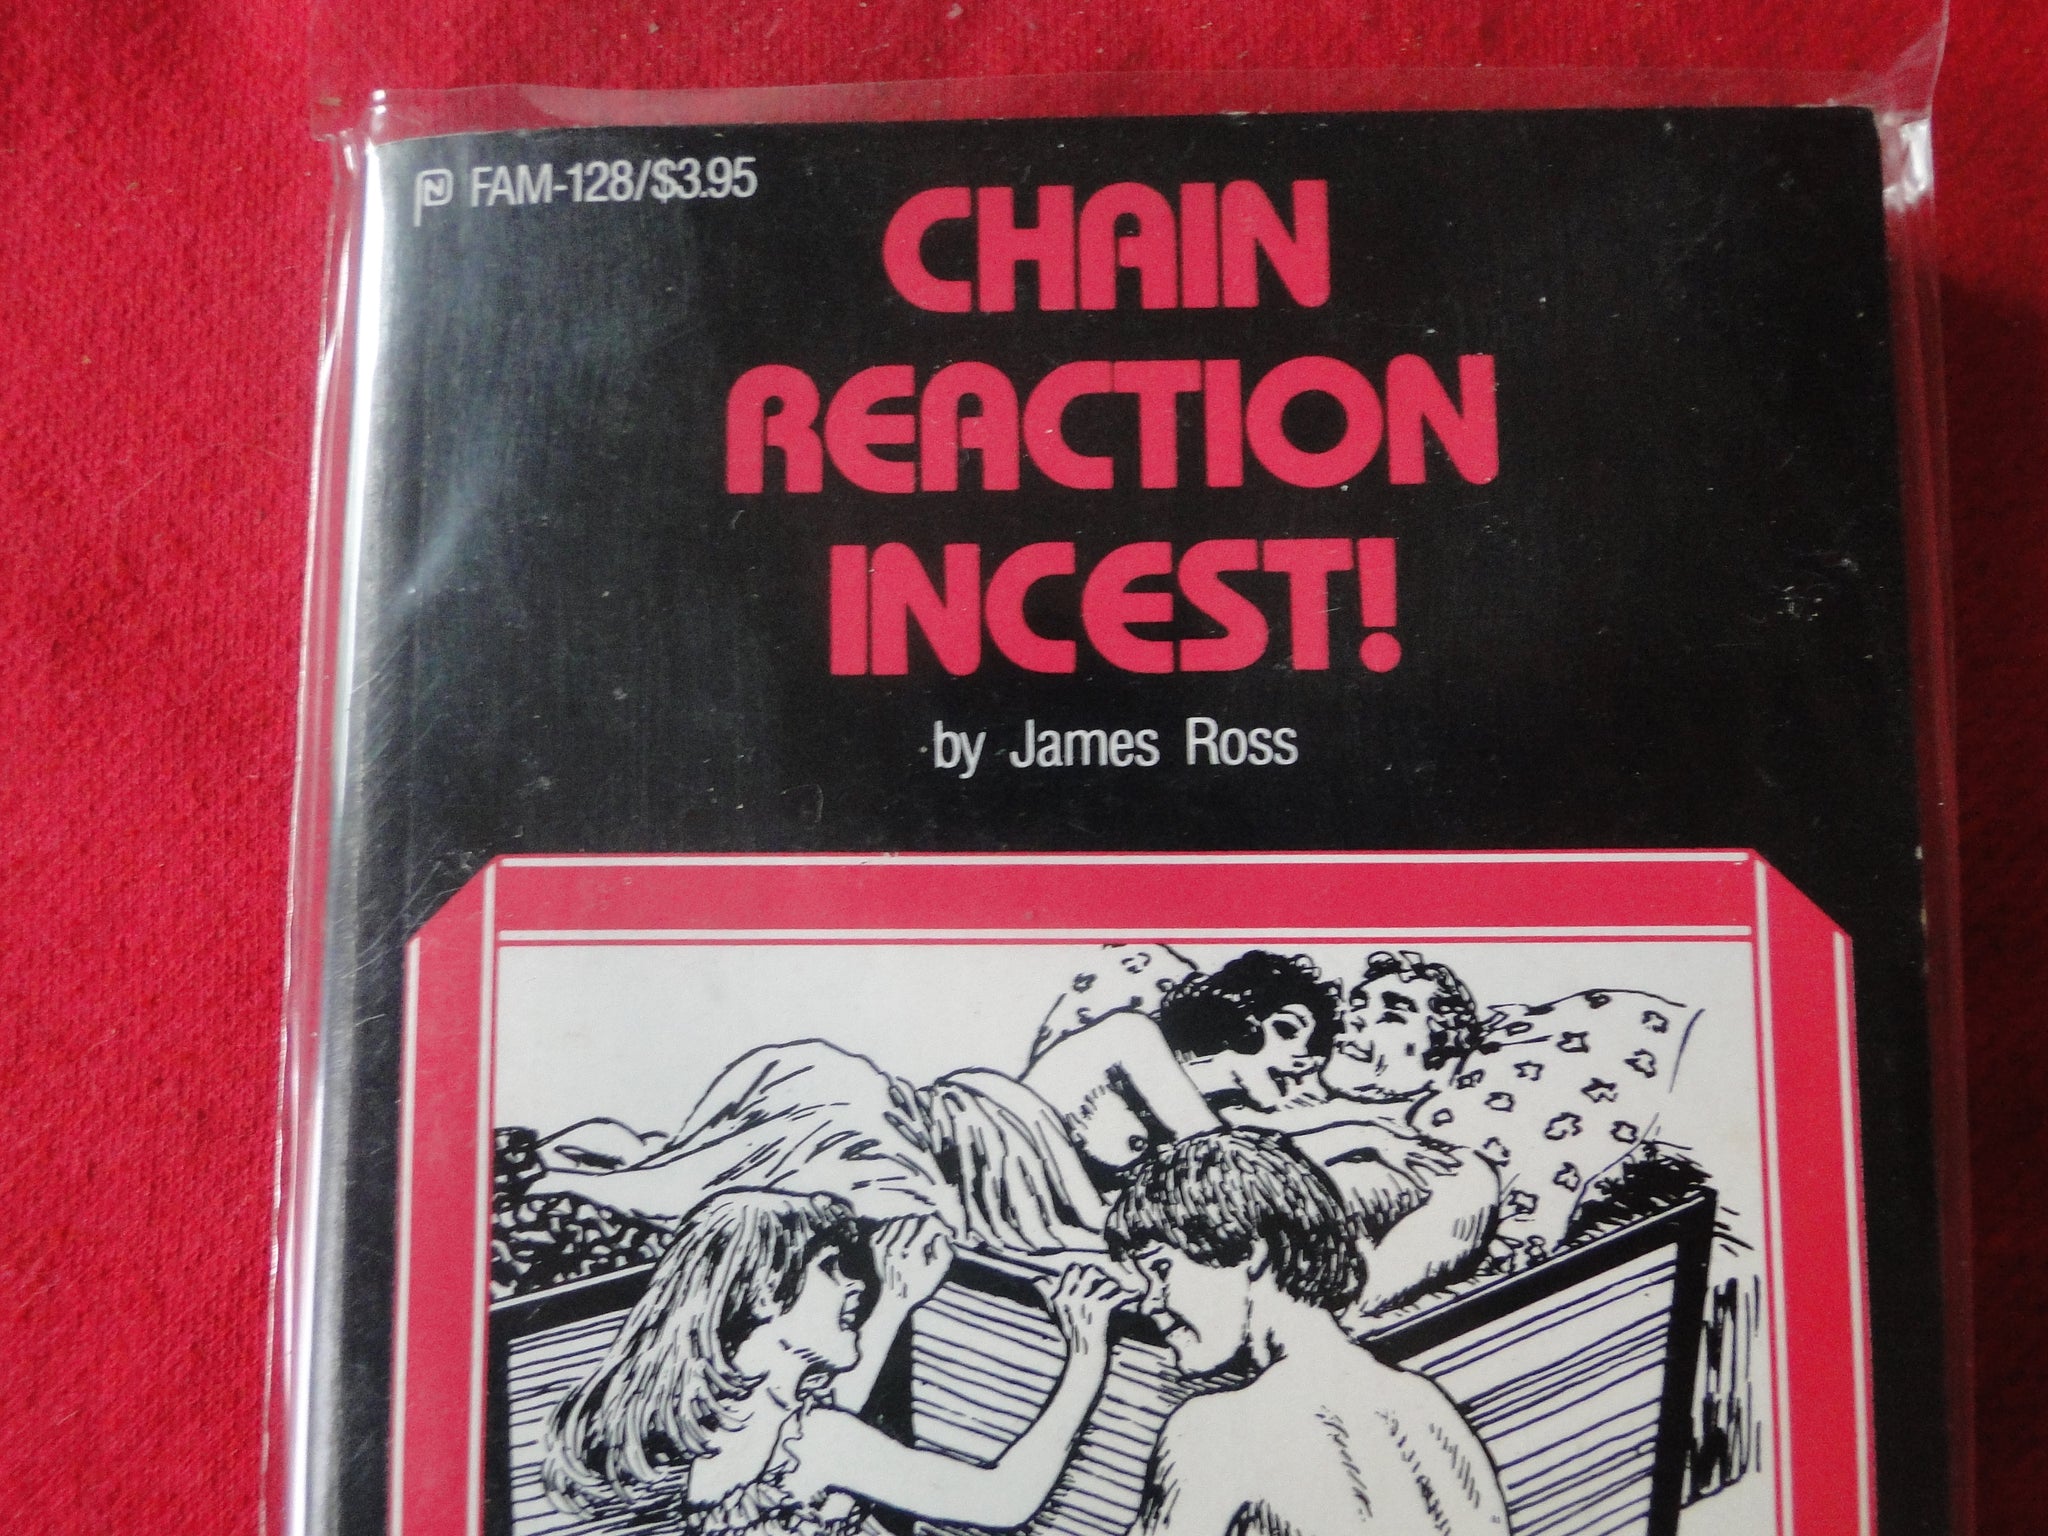 FAM-128/$3.95
CHAIN
REACTION
INCEST!
by James Ross